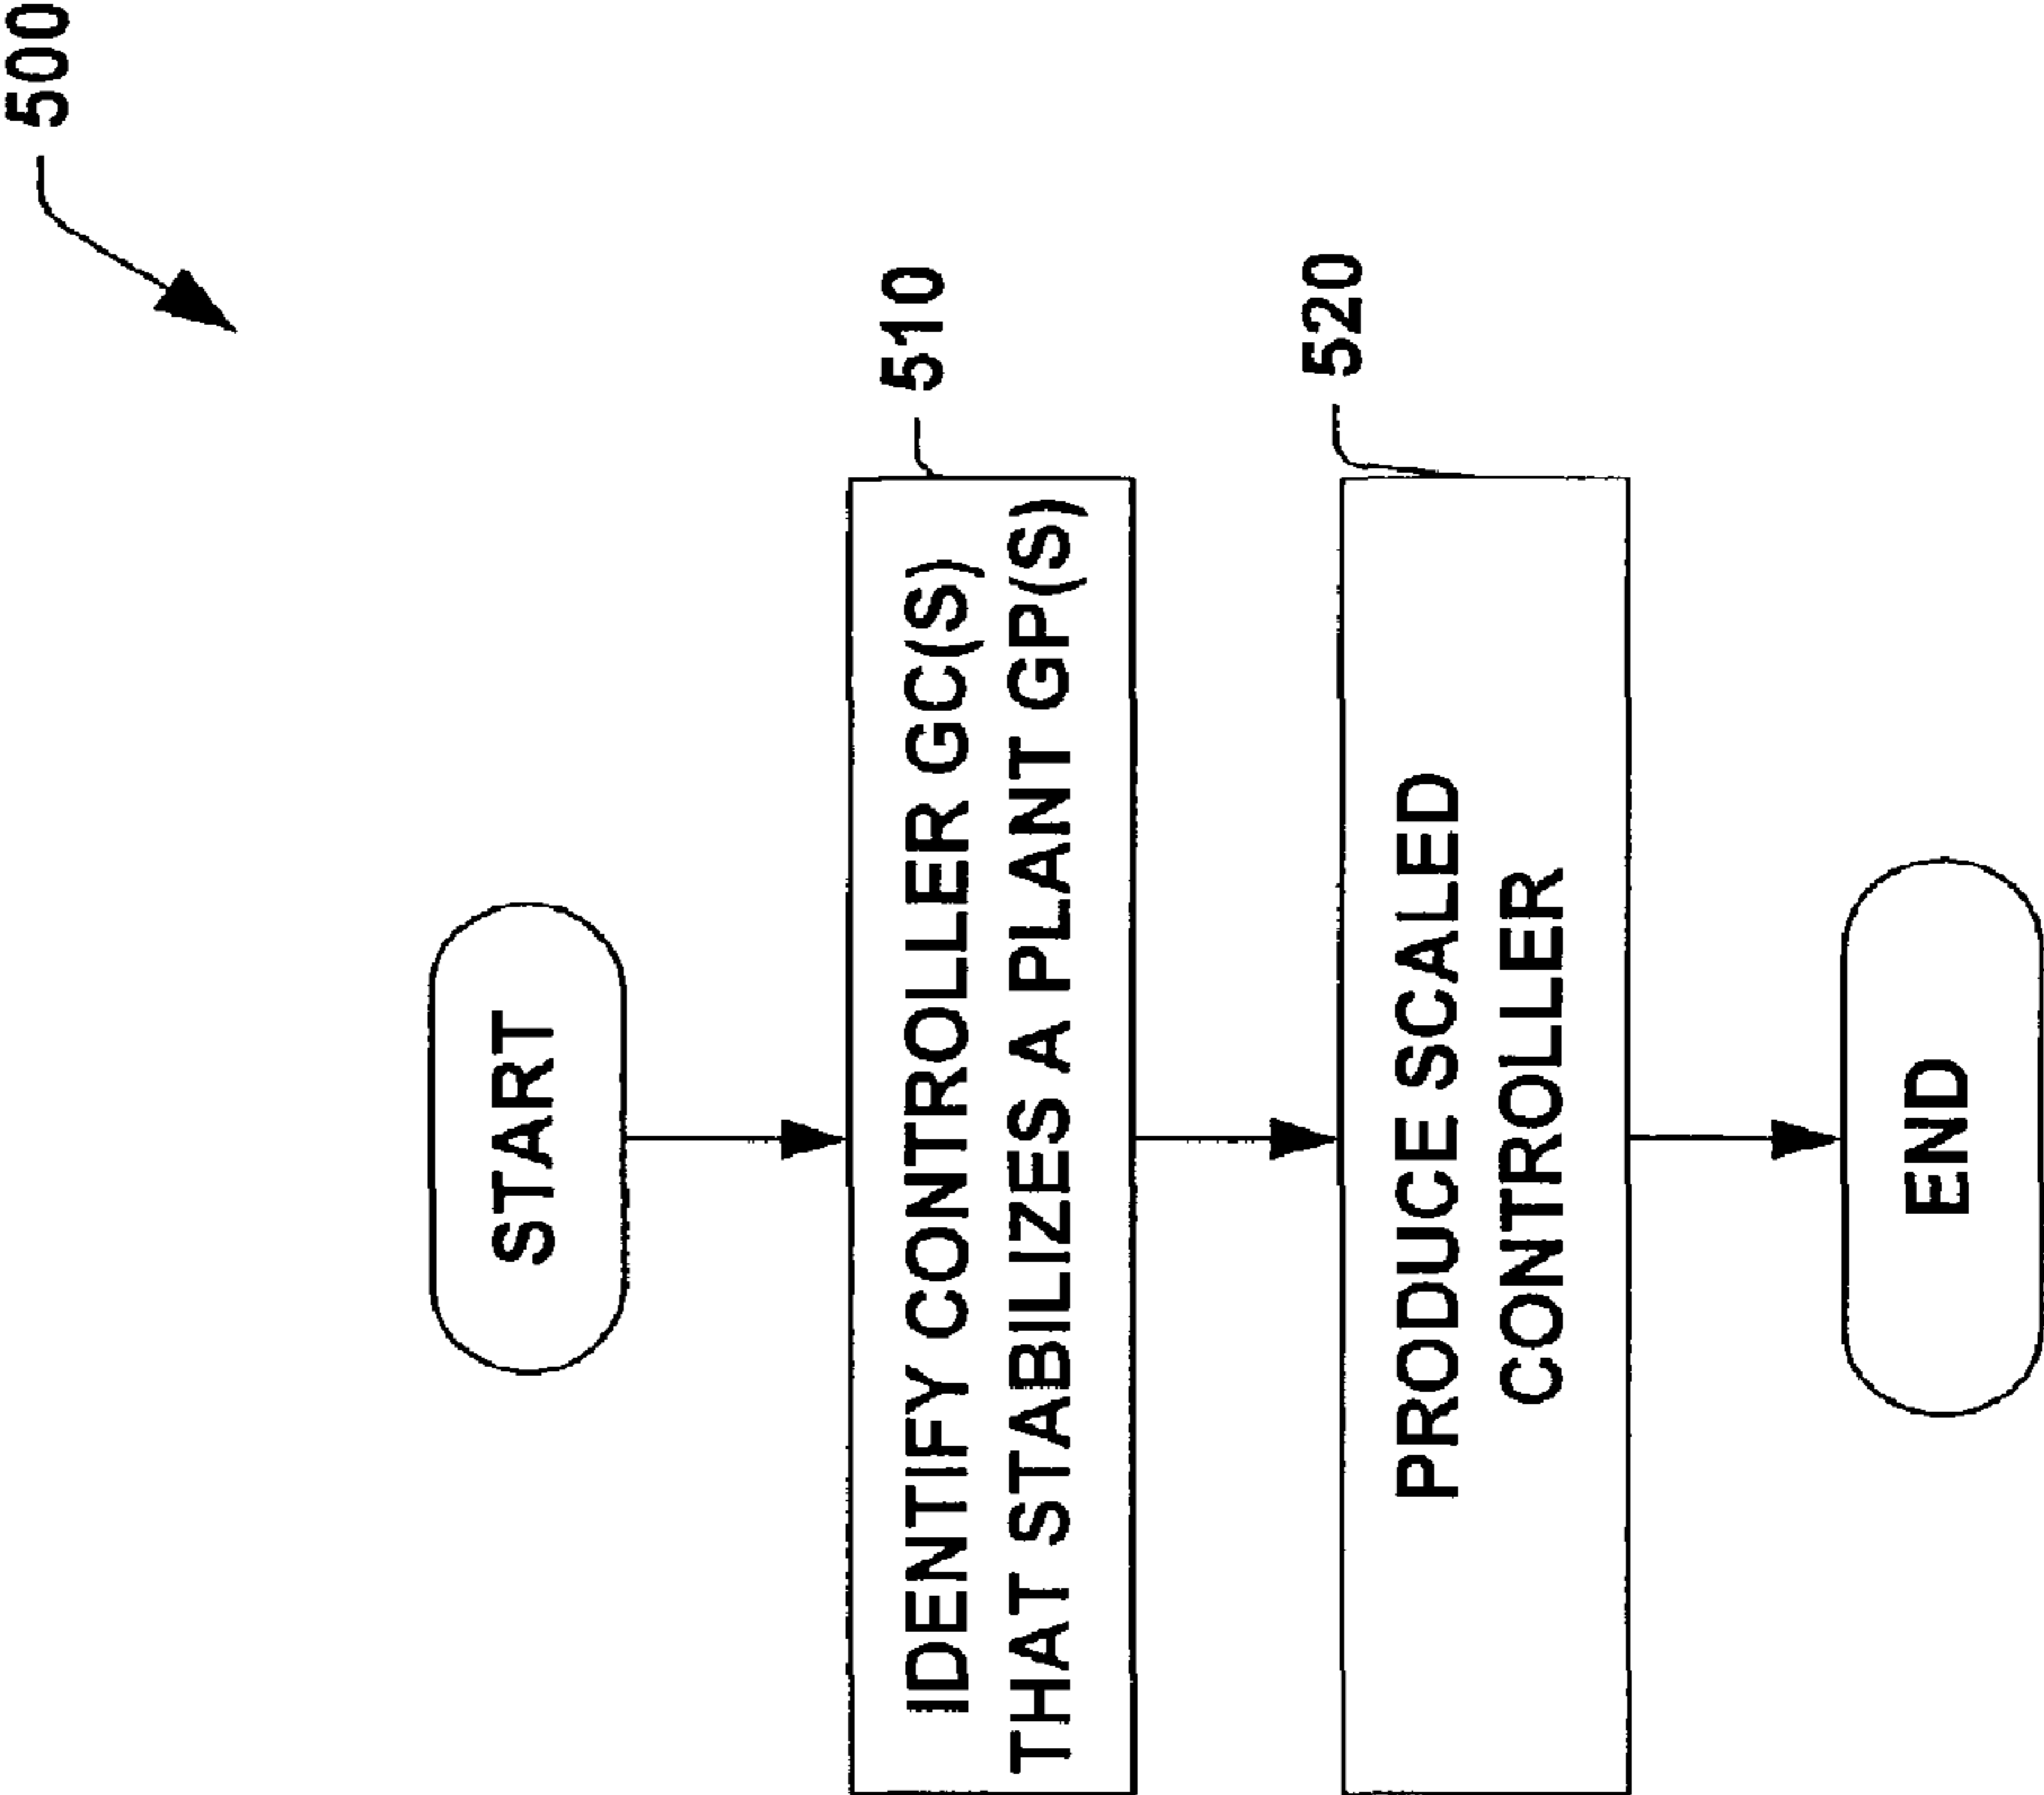 500
START
510
IDENTIFY CONTROLLER GC(S)
THAT STABILIZES A PLANT GP(S)
520
PRODUCE SCALED
CONTROLLER
END